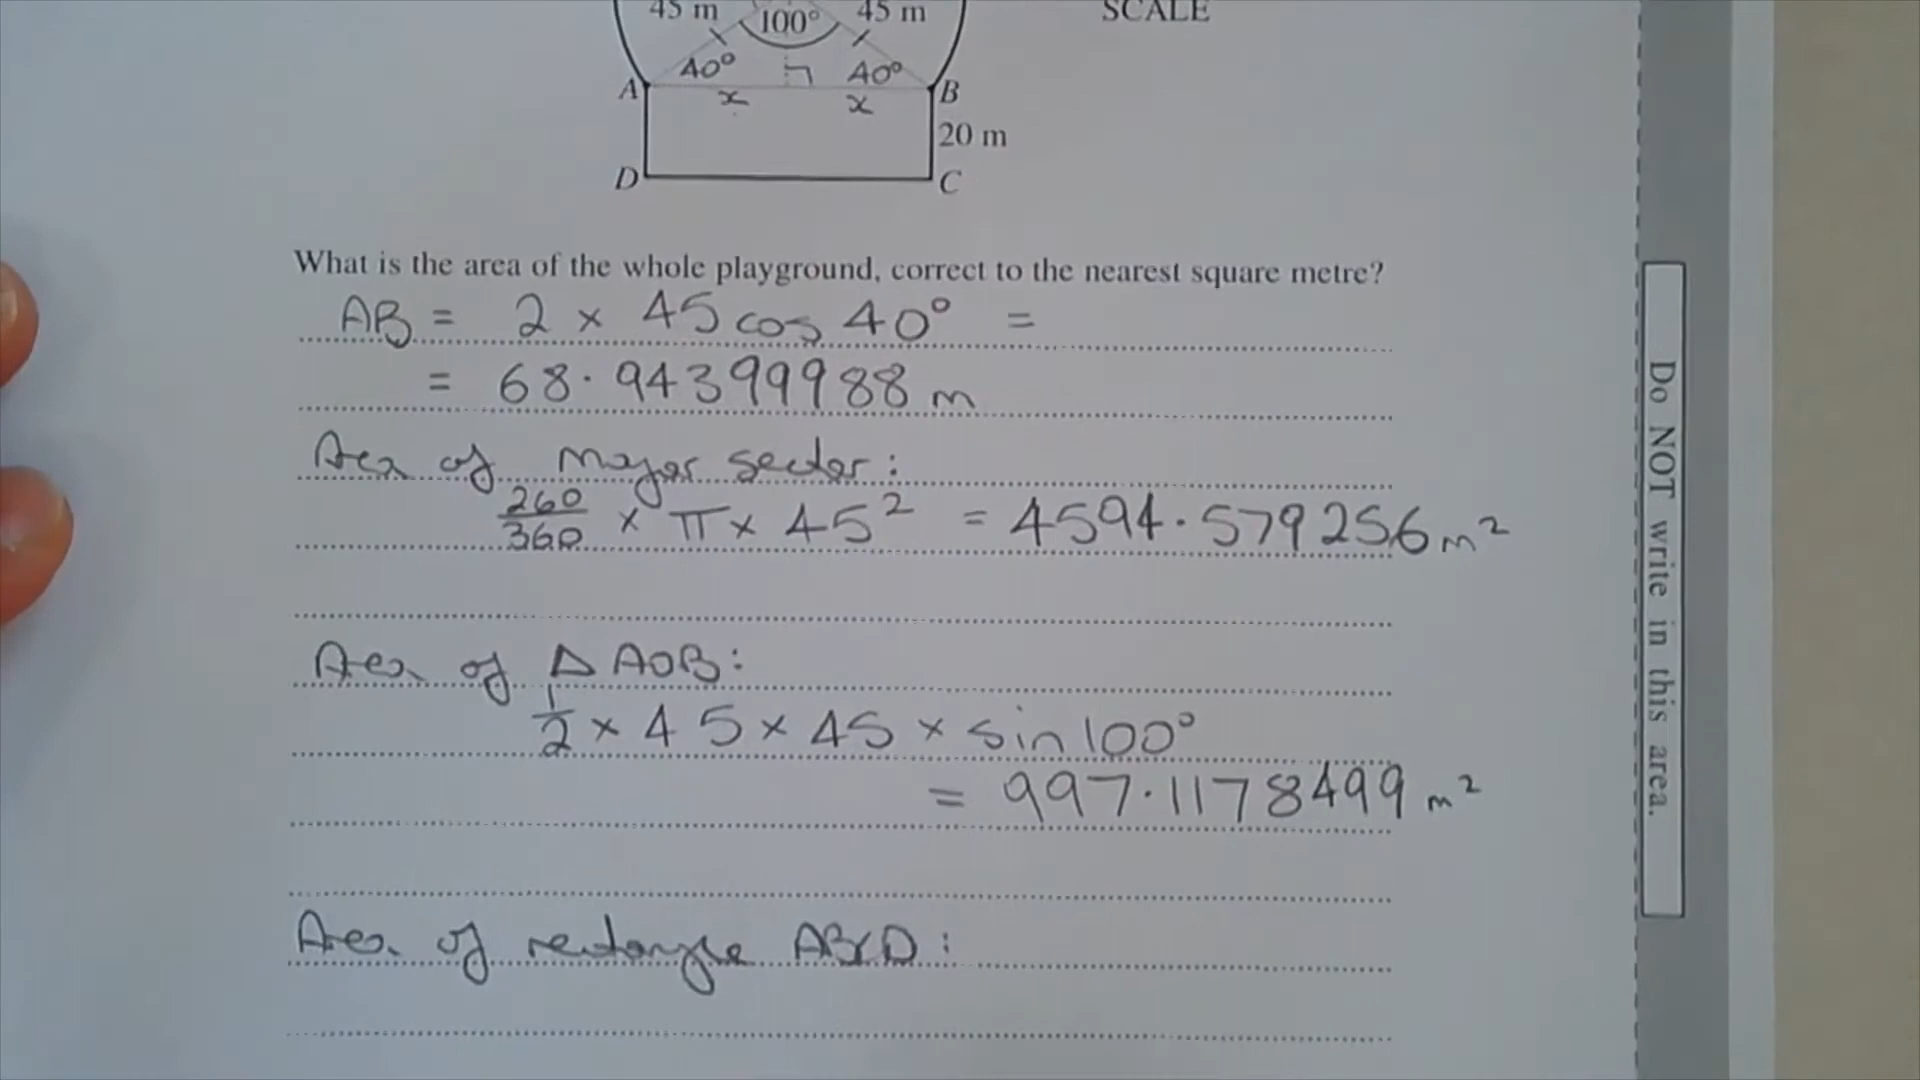 45 m 100° 45 m SCALE
40° 40°
A x x B
20 m
D C
What is the area of the whole playground, correct to the nearest square metre?
AB = 2 × 45 cos 40° =
= 68.94399988 m
Area of major sector:
260/360 × π × 45² = 4594.579256 m²
Area of △ AOB:
1/2 × 45 × 45 × sin 100°
= 997.1178499 m²
Area of rectangle ABCD:
Do NOT write in this area.